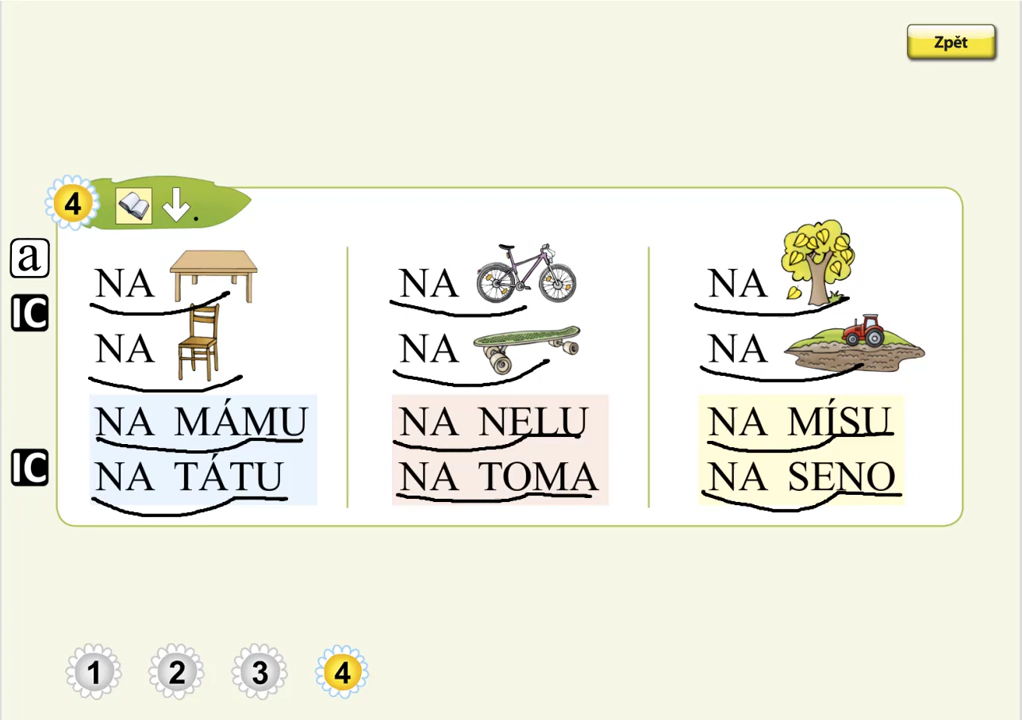 Zpět
4 .
a
IC
IC
NA
NA
NA MÁMU
NA TÁTU
NA
NA
NA NELU
NA TOMA
NA
NA
NA MÍSU
NA SENO
1 2 3 4